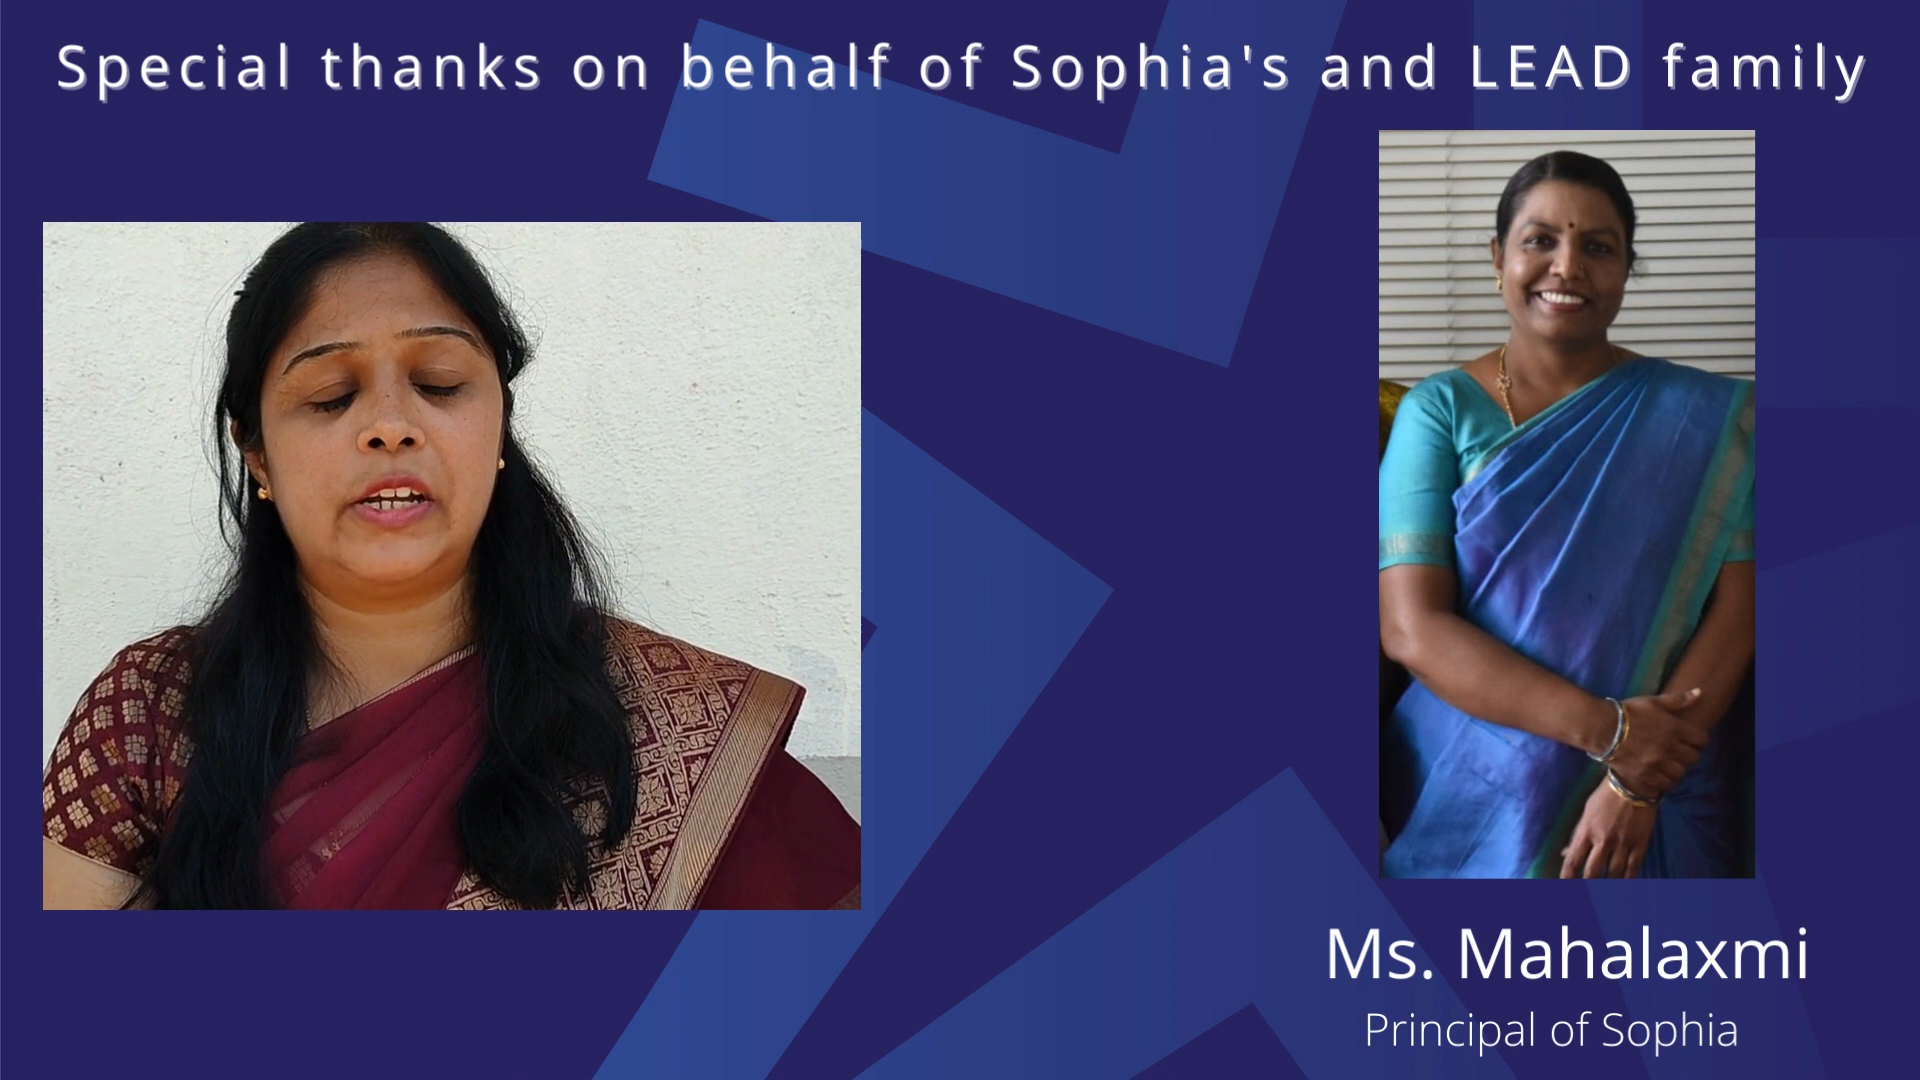 Special thanks on behalf of Sophia's and LEAD family
Ms. Mahalaxmi
Principal of Sophia